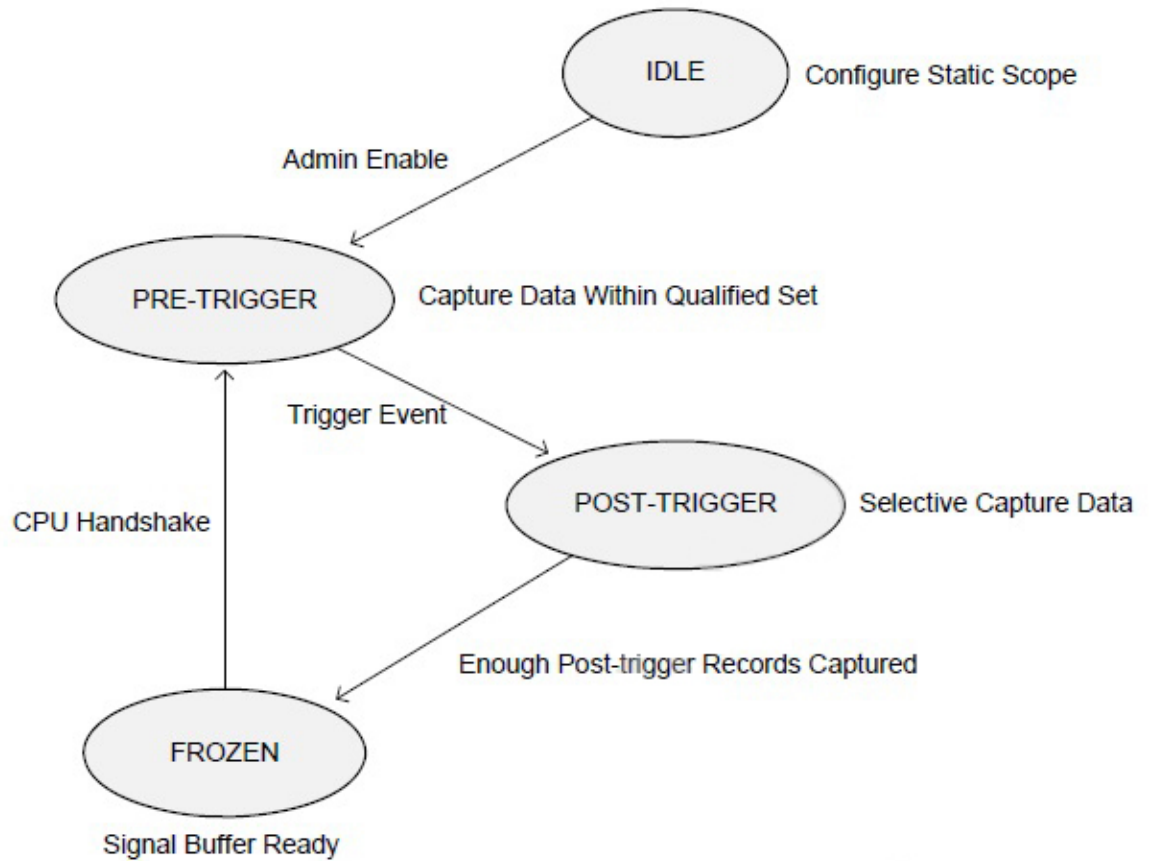 IDLE
Configure Static Scope
Admin Enable
PRE-TRIGGER
Capture Data Within Qualified Set
Trigger Event
POST-TRIGGER
Selective Capture Data
CPU Handshake
Enough Post-trigger Records Captured
FROZEN
Signal Buffer Ready